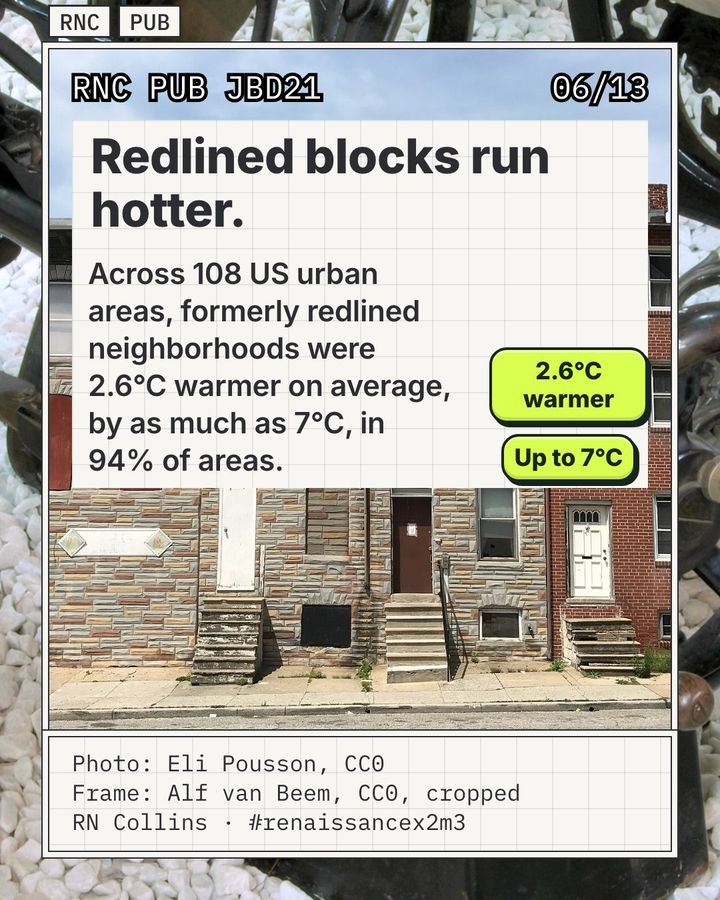 RNC PUB
RNC PUB JBD21 06/13
Redlined blocks run
hotter.
Across 108 US urban
areas, formerly redlined
neighborhoods were
2.6°C warmer on average,
by as much as 7°C, in
94% of areas.
2.6°C
warmer
Up to 7°C
Photo: Eli Pousson, CC0
Frame: Alf van Beem, CC0, cropped
RN Collins · #renaissancex2m3